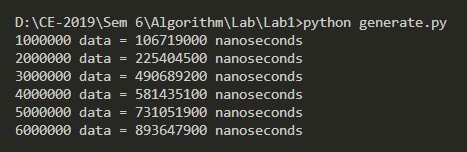 D:\CE-2019\Sem 6\Algorithm\Lab\Lab1>python generate.py
1000000 data = 106719000 nanoseconds
2000000 data = 225404500 nanoseconds
3000000 data = 490689200 nanoseconds
4000000 data = 581435100 nanoseconds
5000000 data = 731051900 nanoseconds
6000000 data = 893647900 nanoseconds